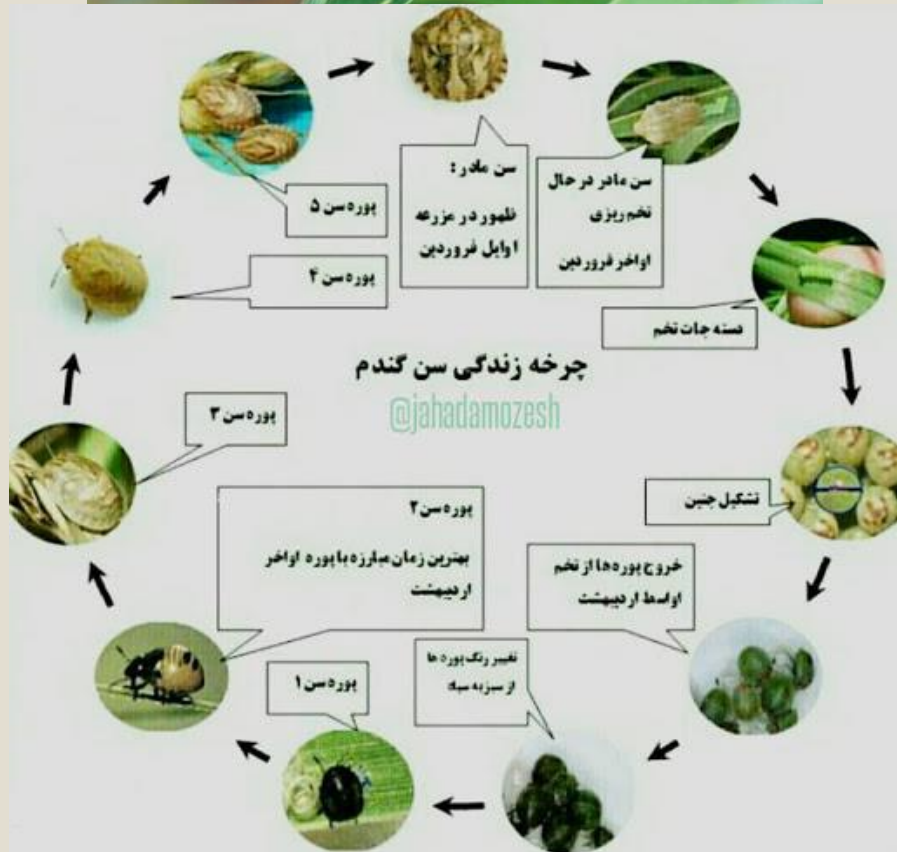 سن مادر :
ظهور در مزرعه
اوایل فروردین
سن مادر در حال
تخم ریزی
اواخر فروردین
دسته جات تخم
تشکیل جنین
خروج پوره ها از تخم
اواسط اردیبهشت
تغییر رنگ پوره ها
از سبز به سیاه
پوره سن ۱
پوره سن ۲
بهترین زمان مبارزه با پوره اواخر
اردیبهشت
پوره سن ۳
پوره سن ۴
پوره سن ۵
چرخه زندگی سن گندم
@jahadamozesh